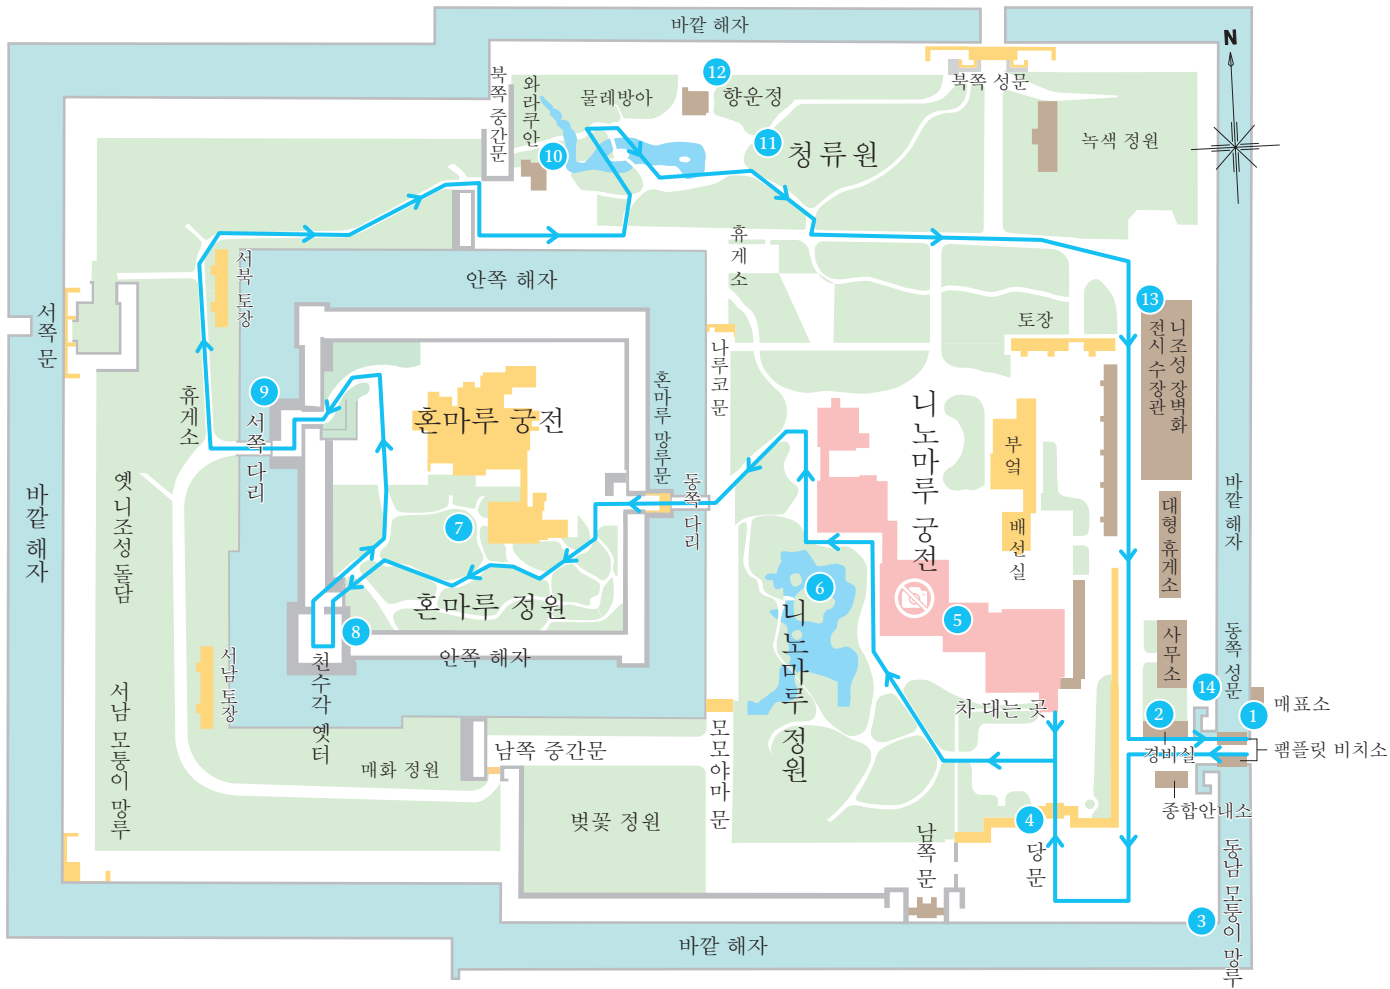 바깥 해자
N
북쪽 중간문
와라쿠안
물레방아
12
향운정
북쪽 성문
녹색 정원
10
11
청류원
휴게소
서북 토장
안쪽 해자
서쪽 문
13
니조성 장벽화
전시 수장관
토장
나루코 문
9
휴게소
서쪽 다리
혼마루 궁전
혼마루 망루문
동쪽 다리
니노마루 궁전
부엌
배선실
대형 휴게소
바깥 해자
바깥 해자
옛 니조성 돌담
7
혼마루 정원
8
안쪽 해자
천수각 옛터
6
니노마루 정원
5
사무소
동쪽 성문
14
1
매표소
2
경비실
팸플릿 비치소
종합안내소
차 대는 곳
서남 토장
서남 모퉁이 망루
매화 정원
남쪽 중간문
모모야마 문
벚꽃 정원
4
당문
남쪽 문
3
동남 모퉁이 망루
바깥 해자